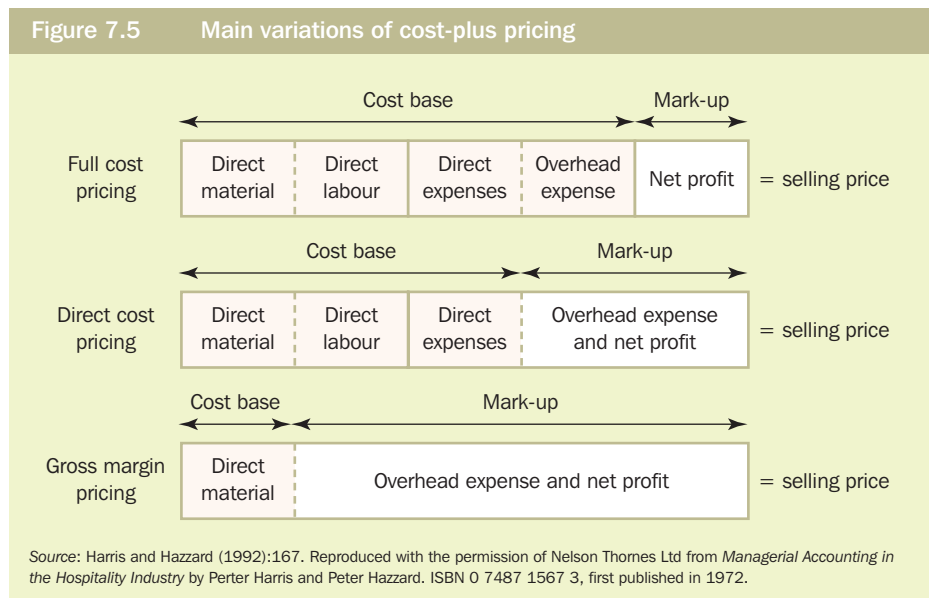 Figure 7.5 Main variations of cost-plus pricing
Cost base Mark-up
Full cost
pricing
Direct
material
Direct
labour
Direct
expenses
Overhead
expense
Net profit
= selling price
Cost base Mark-up
Direct cost
pricing
Direct
material
Direct
labour
Direct
expenses
Overhead expense
and net profit
= selling price
Cost base Mark-up
Gross margin
pricing
Direct
material
Overhead expense and net profit
= selling price
Source: Harris and Hazzard (1992):167. Reproduced with the permission of Nelson Thornes Ltd from Managerial Accounting in
the Hospitality Industry by Perter Harris and Peter Hazzard. ISBN 0 7487 1567 3, first published in 1972.